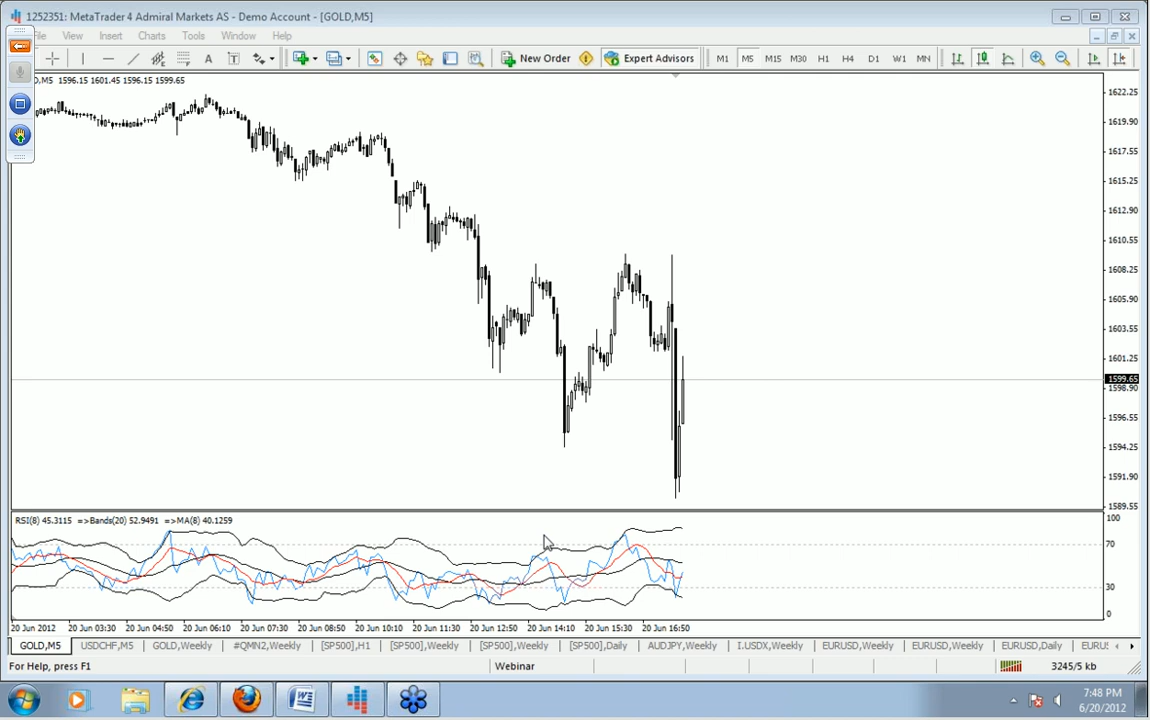 1252351: MetaTrader 4 Admiral Markets AS - Demo Account - [GOLD,M5]
View Insert Charts Tools Window Help
A T New Order Expert Advisors M1 M5 M15 M30 H1 H4 D1 W1 MN
1596.15 1601.45 1596.15 1599.65
1622.25
1619.90
1617.55
1615.25
1612.90
1610.55
1608.25
1605.90
1603.55
1601.25
1599.65
1598.90
1596.55
1594.25
1591.90
1589.55
RSI(8) 45.3115 =>Bands(20) 52.9491 =>MA(8) 40.1259
100
70
30
0
20 Jun 2012 20 Jun 03:30 20 Jun 04:50 20 Jun 06:10 20 Jun 07:30 20 Jun 08:50 20 Jun 10:10 20 Jun 11:30 20 Jun 12:50 20 Jun 14:10 20 Jun 15:30 20 Jun 16:50
GOLD,M5 USDCHF,M5 GOLD,Weekly #QMN2,Weekly [SP500],H1 [SP500],Weekly [SP500],Weekly [SP500],Daily AUDJPY,Weekly I.USDX,Weekly EURUSD,Weekly EURUSD,Weekly EURUSD,Daily
For Help, press F1 Webinar 3245/5 kb
7:48 PM
6/20/2012